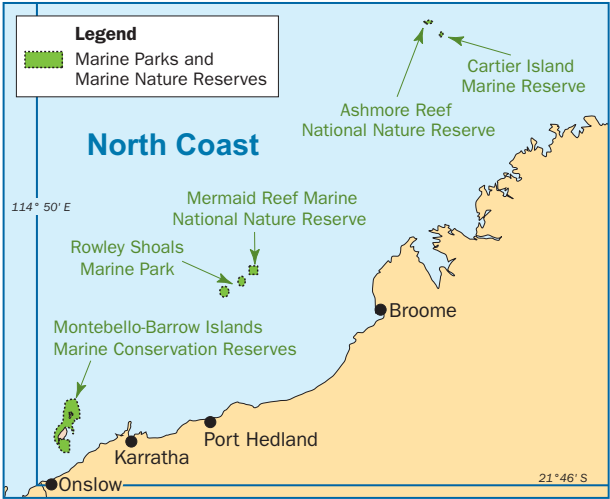 Legend
Marine Parks and
Marine Nature Reserves
Cartier Island
Marine Reserve
Ashmore Reef
National Nature Reserve
North Coast
114° 50' E
Mermaid Reef Marine
National Nature Reserve
Rowley Shoals
Marine Park
Broome
Montebello-Barrow Islands
Marine Conservation Reserves
Port Hedland
Karratha
Onslow
21°46' S